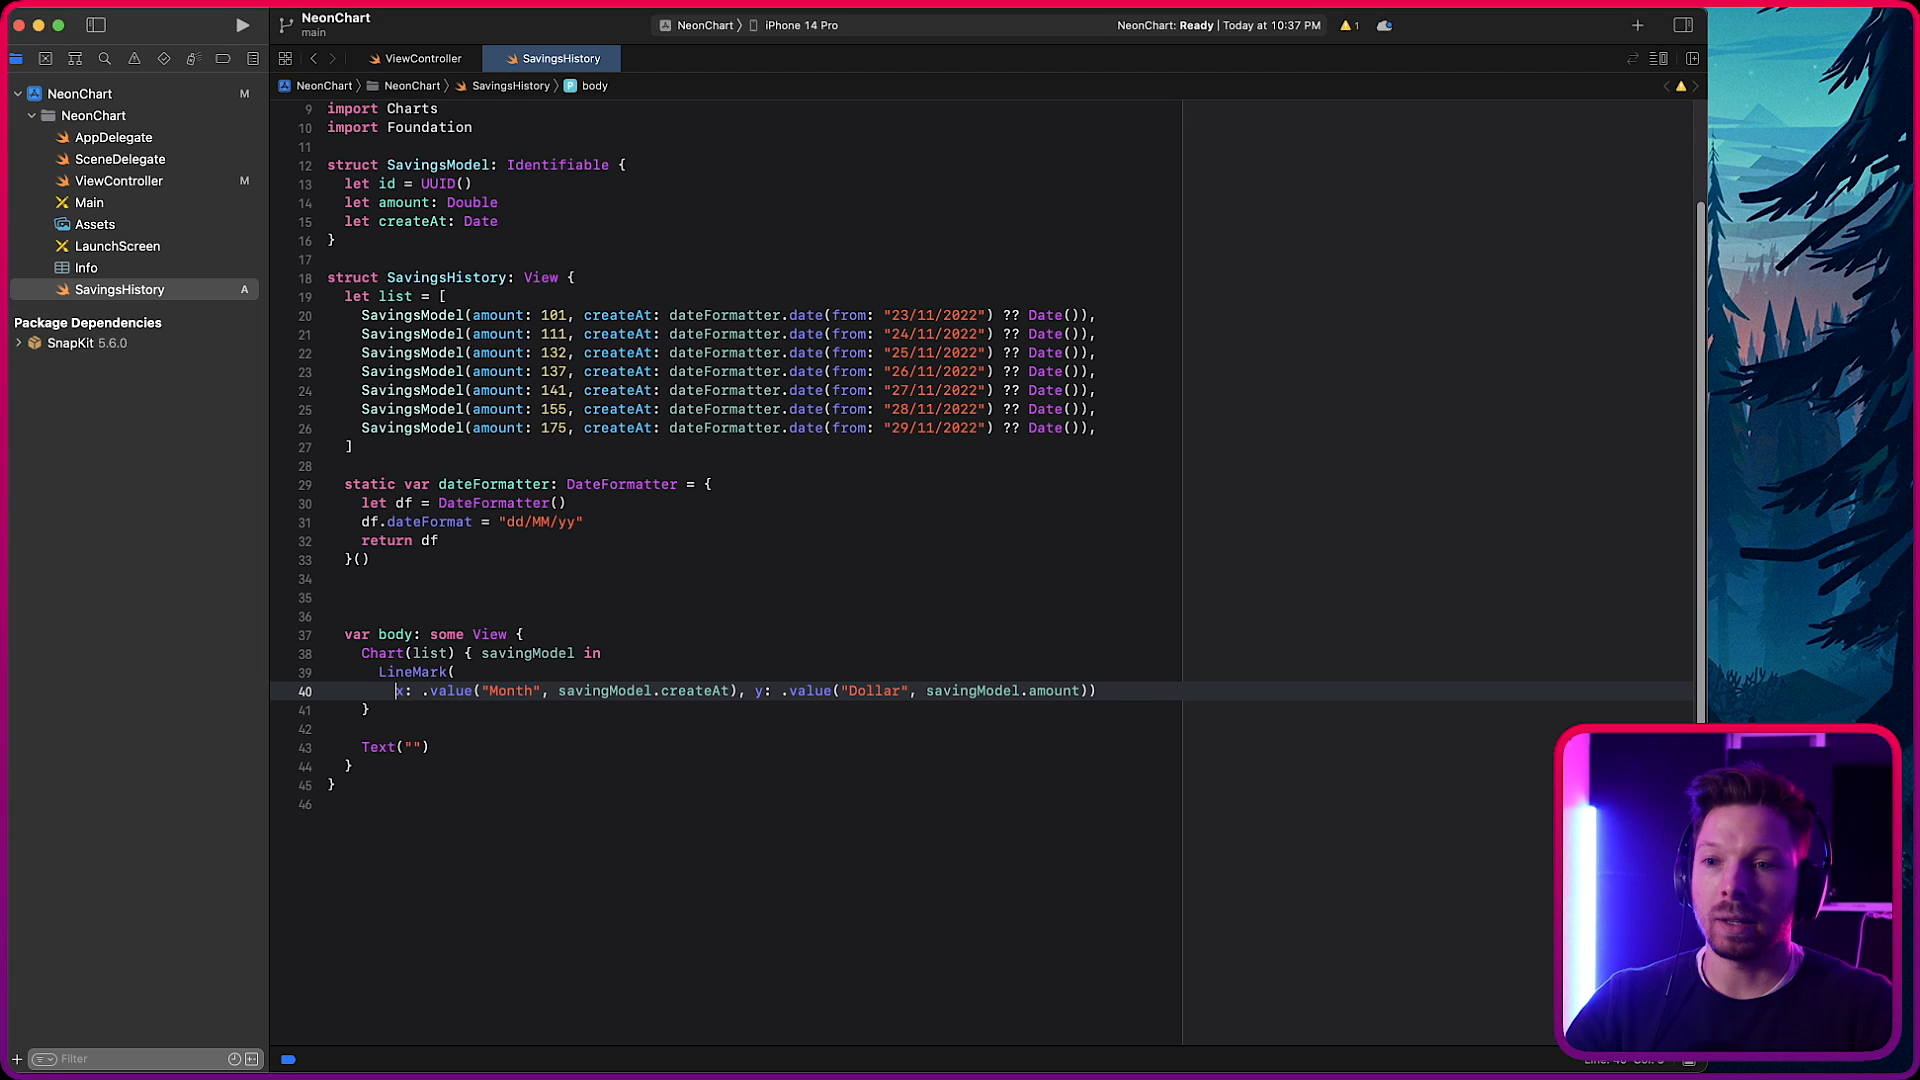 NeonChart
main
NeonChart
iPhone 14 Pro
NeonChart: Ready | Today at 10:37 PM
1
ViewController
SavingsHistory
NeonChart
NeonChart
SavingsHistory
P
body
NeonChart
M
NeonChart
AppDelegate
SceneDelegate
ViewController
M
Main
Assets
LaunchScreen
Info
SavingsHistory
A
Package Dependencies
SnapKit 5.6.0
Filter
9 import Charts
10 import Foundation
11
12 struct SavingsModel: Identifiable {
13 let id = UUID()
14 let amount: Double
15 let createAt: Date
16 }
17
18 struct SavingsHistory: View {
19 let list = [
20 SavingsModel(amount: 101, createAt: dateFormatter.date(from: "23/11/2022") ?? Date()),
21 SavingsModel(amount: 111, createAt: dateFormatter.date(from: "24/11/2022") ?? Date()),
22 SavingsModel(amount: 132, createAt: dateFormatter.date(from: "25/11/2022") ?? Date()),
23 SavingsModel(amount: 137, createAt: dateFormatter.date(from: "26/11/2022") ?? Date()),
24 SavingsModel(amount: 141, createAt: dateFormatter.date(from: "27/11/2022") ?? Date()),
25 SavingsModel(amount: 155, createAt: dateFormatter.date(from: "28/11/2022") ?? Date()),
26 SavingsModel(amount: 175, createAt: dateFormatter.date(from: "29/11/2022") ?? Date()),
27 ]
28
29 static var dateFormatter: DateFormatter = {
30 let df = DateFormatter()
31 df.dateFormat = "dd/MM/yy"
32 return df
33 }()
34
35
36
37 var body: some View {
38 Chart(list) { savingModel in
39 LineMark(
40 x: .value("Month", savingModel.createAt), y: .value("Dollar", savingModel.amount))
41 }
42
43 Text("")
44 }
45 }
46